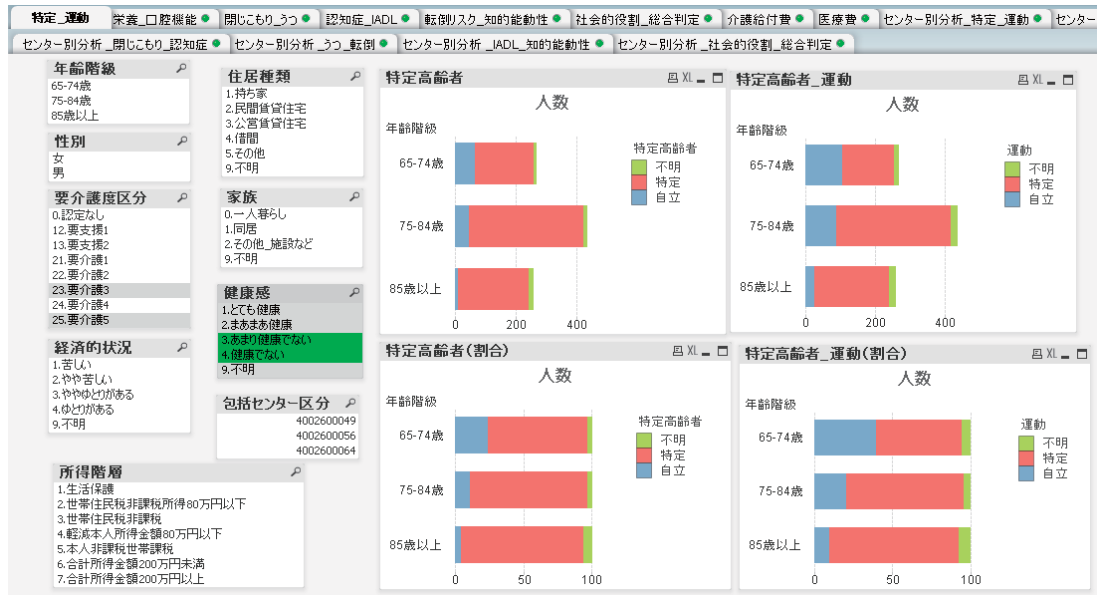 特定_運動
栄養_口腔機能
閉じこもり_うつ
認知症_IADL
転倒リスク_知的能動性
社会的役割_総合判定
介護給付費
医療費
センター別分析_特定_運動
センター
センター別分析_閉じこもり_認知症
センター別分析_うつ_転倒
センター別分析_IADL_知的能動性
センター別分析_社会的役割_総合判定
年齢階級
65-74歳
75-84歳
85歳以上
性別
女
男
要介護度区分
0.認定なし
12.要支援1
13.要支援2
21.要介護1
22.要介護2
23.要介護3
24.要介護4
25.要介護5
経済的状況
1.苦しい
2.やや苦しい
3.ややゆとりがある
4.ゆとりがある
9.不明
住居種類
1.持ち家
2.民間賃貸住宅
3.公営賃貸住宅
4.借間
5.その他
9.不明
家族
0.一人暮らし
1.同居
2.その他_施設など
9.不明
健康感
1.とても健康
2.まあまあ健康
3.あまり健康でない
4.健康でない
9.不明
包括センター区分
4002600049
4002600056
4002600064
所得階層
1.生活保護
2.世帯住民税非課税所得80万円以下
3.世帯住民税非課税
4.軽減本人所得金額80万円以下
5.本人非課税世帯課税
6.合計所得金額200万円未満
7.合計所得金額200万円以上
特定高齢者
XL
人数
年齢階級
65-74歳
75-84歳
85歳以上
0 200 400
特定高齢者
不明
特定
自立
特定高齢者_運動
XL
人数
年齢階級
65-74歳
75-84歳
85歳以上
0 200 400
運動
不明
特定
自立
特定高齢者(割合)
XL
人数
年齢階級
65-74歳
75-84歳
85歳以上
0 50 100
特定高齢者
不明
特定
自立
特定高齢者_運動(割合)
XL
人数
年齢階級
65-74歳
75-84歳
85歳以上
0 50 100
運動
不明
特定
自立